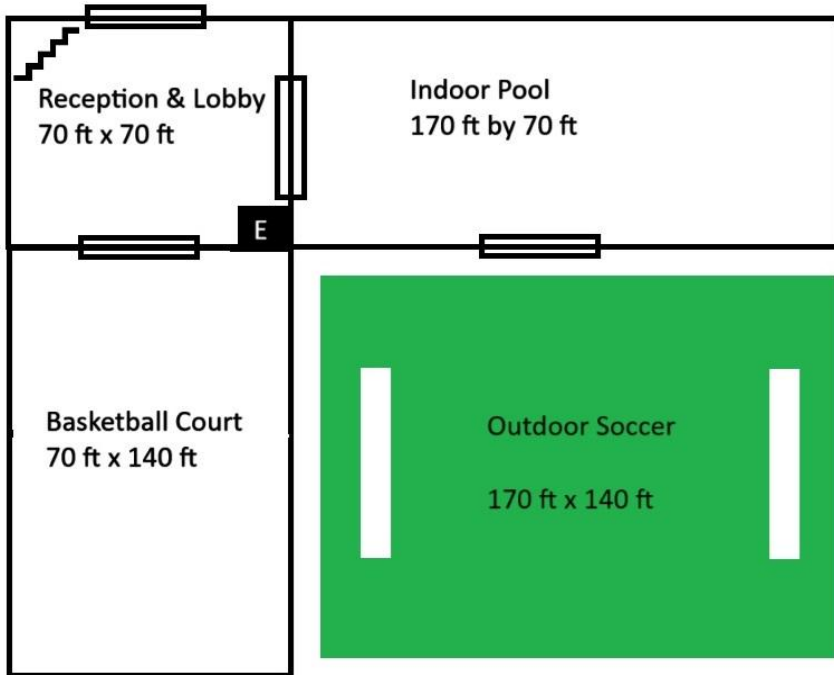 Reception & Lobby
70 ft x 70 ft
Indoor Pool
170 ft by 70 ft
E
Basketball Court
70 ft x 140 ft
Outdoor Soccer
170 ft x 140 ft